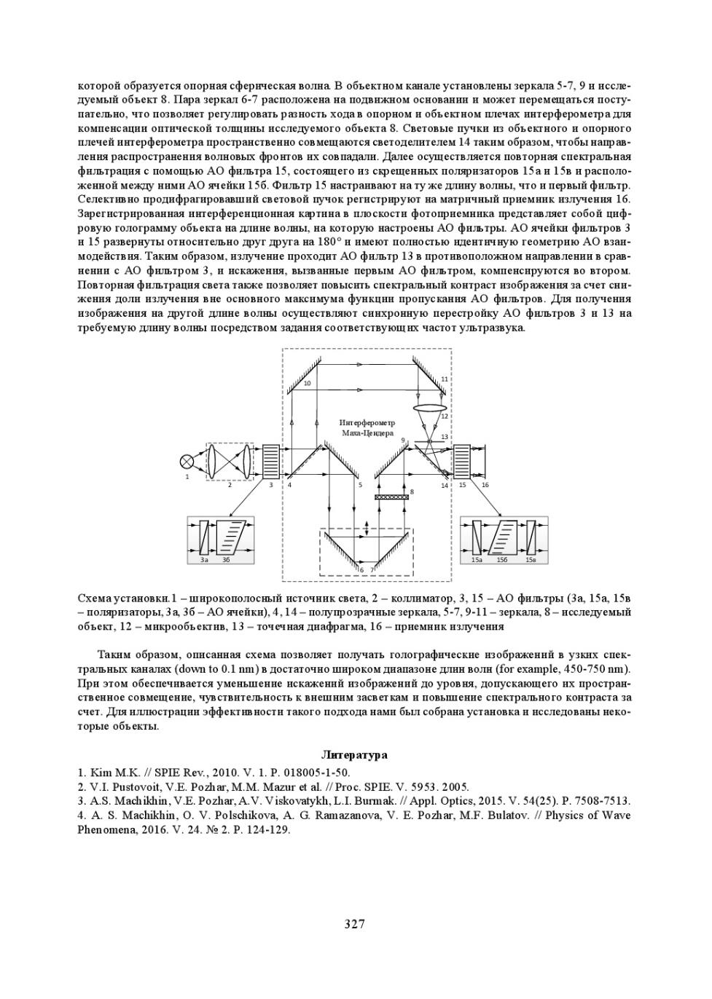 которой образуется опорная сферическая волна. В объектном канале установлены зеркала 5-7, 9 и иссле-
дуемый объект 8. Пара зеркал 6-7 расположена на подвижном основании и может перемещаться посту-
пательно, что позволяет регулировать разность хода в опорном и объектном плечах интерферометра для
компенсации оптической толщины исследуемого объекта 8. Световые пучки из объектного и опорного
плечей интерферометра пространственно совмещаются светоделителем 14 таким образом, чтобы направ-
ления распространения волновых фронтов их совпадали. Далее осуществляется повторная спектральная
фильтрация с помощью АО фильтра 15, состоящего из скрещенных поляризаторов 15а и 15в и располо-
женной между ними АО ячейки 15б. Фильтр 15 настраивают на ту же длину волны, что и первый фильтр.
Селективно продифрагировавший световой пучок регистрируют на матричный приемник излучения 16.
Зарегистрированная интерференционная картина в плоскости фотоприемника представляет собой циф-
ровую голограмму объекта на длине волны, на которую настроены АО фильтры. АО ячейки фильтров 3
и 15 развернуты относительно друг друга на 180° и имеют полностью идентичную геометрию АО взаи-
модействия. Таким образом, излучение проходит АО фильтр 13 в противоположном направлении в срав-
нении с АО фильтром 3, и искажения, вызванные первым АО фильтром, компенсируются во втором.
Повторная фильтрация света также позволяет повысить спектральный контраст изображения за счет сни-
жения доли излучения вне основного максимума функции пропускания АО фильтров. Для получения
изображения на другой длине волны осуществляют синхронную перестройку АО фильтров 3 и 13 на
требуемую длину волны посредством задания соответствующих частот ультразвука.
10
11
12
Интерферометр
Маха-Цендера
9
13
1
2
3
4
5
8
14
15
16
3а
3б
6
7
15а
15б
15в
Схема установки.1 – широкополосный источник света, 2 – коллиматор, 3, 15 – АО фильтры (3а, 15а, 15в
– поляризаторы, 3а, 3б – АО ячейки), 4, 14 – полупрозрачные зеркала, 5-7, 9-11 – зеркала, 8 – исследуемый
объект, 12 – микрообъектив, 13 – точечная диафрагма, 16 – приемник излучения
Таким образом, описанная схема позволяет получать голографические изображений в узких спек-
тральных каналах (down to 0.1 nm) в достаточно широком диапазоне длин волн (for example, 450-750 nm).
При этом обеспечивается уменьшение искажений изображений до уровня, допускающего их простран-
ственное совмещение, чувствительность к внешним засветкам и повышение спектрального контраста за
счет. Для иллюстрации эффективности такого подхода нами был собрана установка и исследованы неко-
торые объекты.
Литература
1. Kim M.K. // SPIE Rev., 2010. V. 1. P. 018005-1-50.
2. V.I. Pustovoit, V.E. Pozhar, M.M. Mazur et al. // Proc. SPIE. V. 5953. 2005.
3. A.S. Machikhin, V.E. Pozhar, A.V. Viskovatykh, L.I. Burmak. // Appl. Optics, 2015. V. 54(25). P. 7508-7513.
4. A. S. Machikhin, O. V. Polschikova, A. G. Ramazanova, V. E. Pozhar, M.F. Bulatov. // Physics of Wave
Phenomena, 2016. V. 24. № 2. P. 124-129.
327